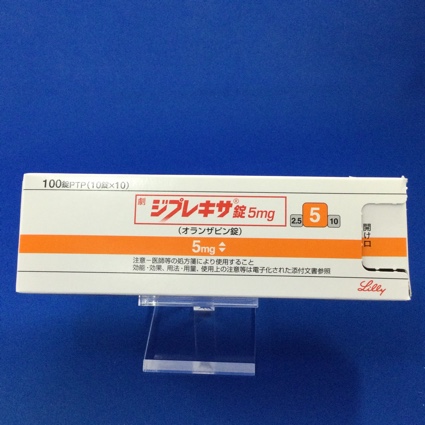 100錠PTP(10錠×10)
劇 ジプレキサ®錠5mg
2.5 5 10
(オランザピン錠)
開け口
5mg
注意-医師等の処方箋により使用すること
効能・効果、用法・用量、使用上の注意等は電子化された添付文書参照
Lilly